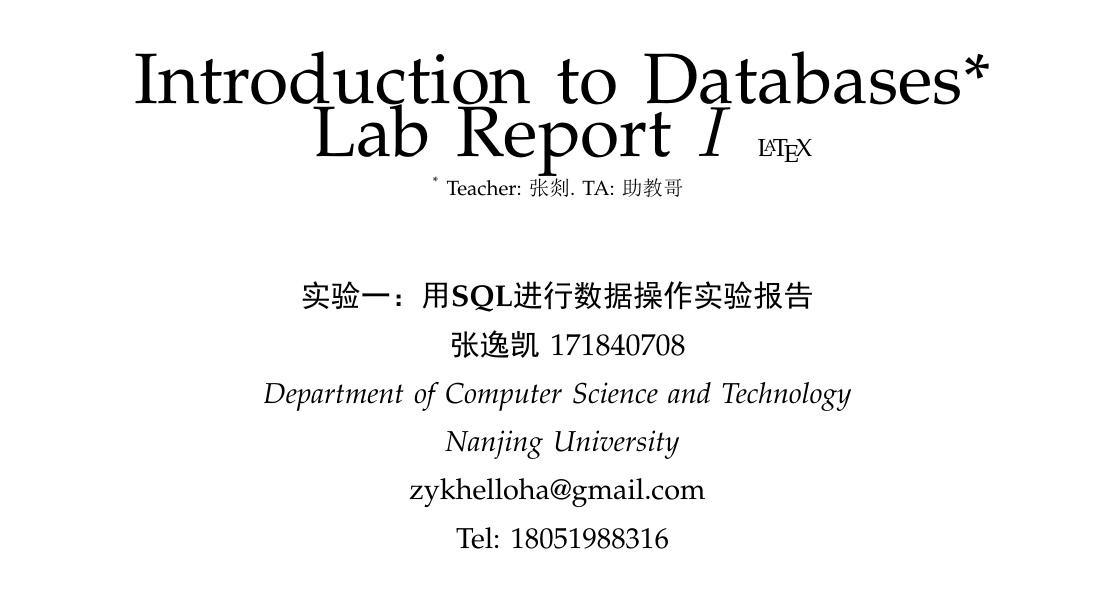 Introduction to Databases*
Lab Report I LATEX
* Teacher: 张剡. TA: 助教哥
实验一：用SQL进行数据操作实验报告
张逸凯 171840708
Department of Computer Science and Technology
Nanjing University
zykhelloha@gmail.com
Tel: 18051988316